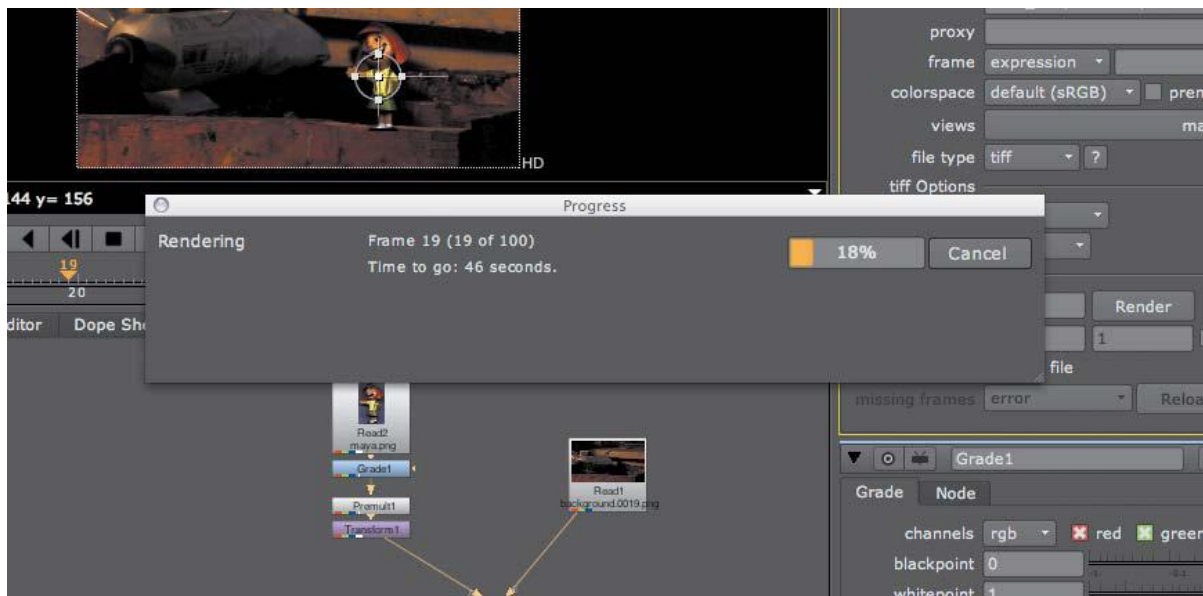 proxy
frame expression
colorspace default (sRGB)
views
file type tiff ?
tiff Options
HD
144 y= 156
Progress
Rendering
Frame 19 (19 of 100)
Time to go: 46 seconds.
18%
Cancel
19
20
Dope
Render
1
file
missing frames error
Read2
maya.png
Grade1
Premult1
Transform1
Read1
background.0019.png
Grade1
Grade Node
channels rgb red green
blackpoint 0
whitepoint 1